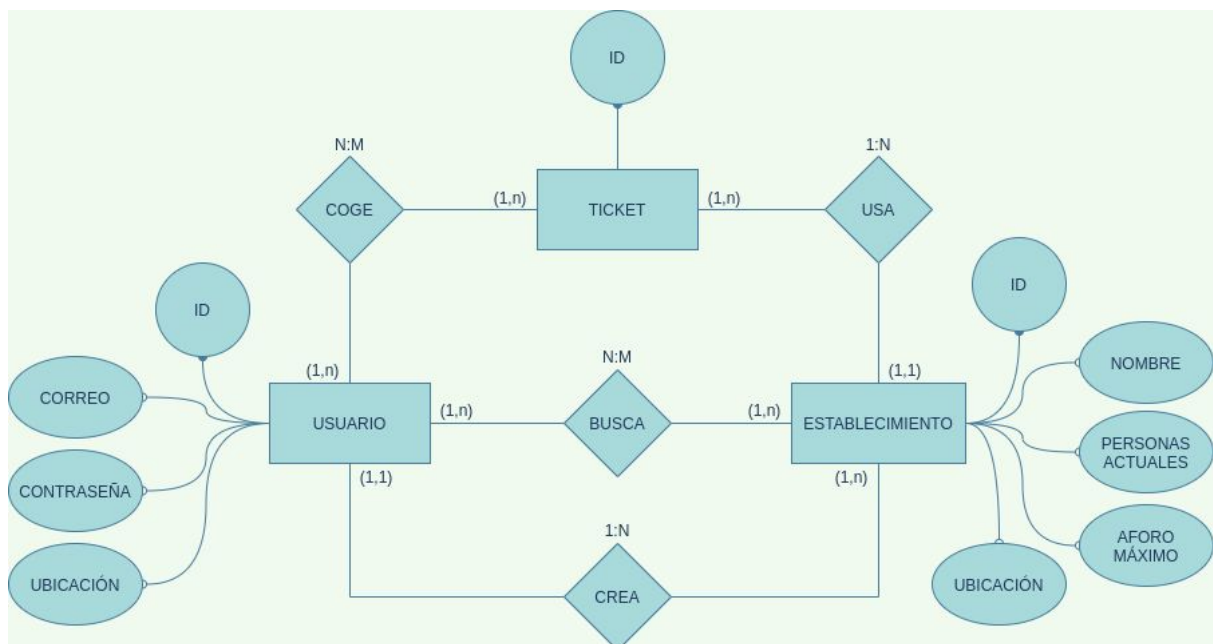 ID
N:M
1:N
COGE
(1,n)
TICKET
(1,n)
USA
ID
ID
CORREO
(1,n)
N:M
(1,1)
NOMBRE
USUARIO
(1,n)
BUSCA
(1,n)
ESTABLECIMIENTO
PERSONAS
ACTUALES
CONTRASEÑA
(1,1)
(1,n)
1:N
AFORO
MÁXIMO
UBICACIÓN
CREA
UBICACIÓN